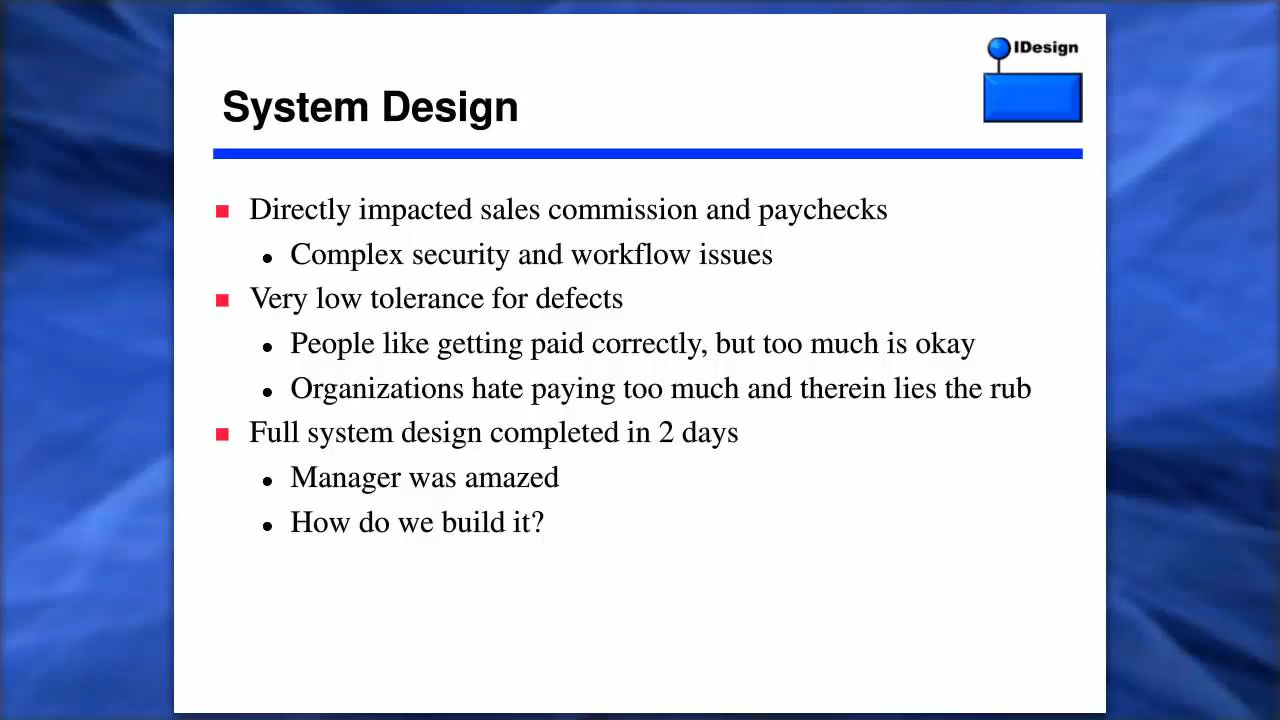 IDesign
System Design
Directly impacted sales commission and paychecks
Complex security and workflow issues
Very low tolerance for defects
People like getting paid correctly, but too much is okay
Organizations hate paying too much and therein lies the rub
Full system design completed in 2 days
Manager was amazed
How do we build it?